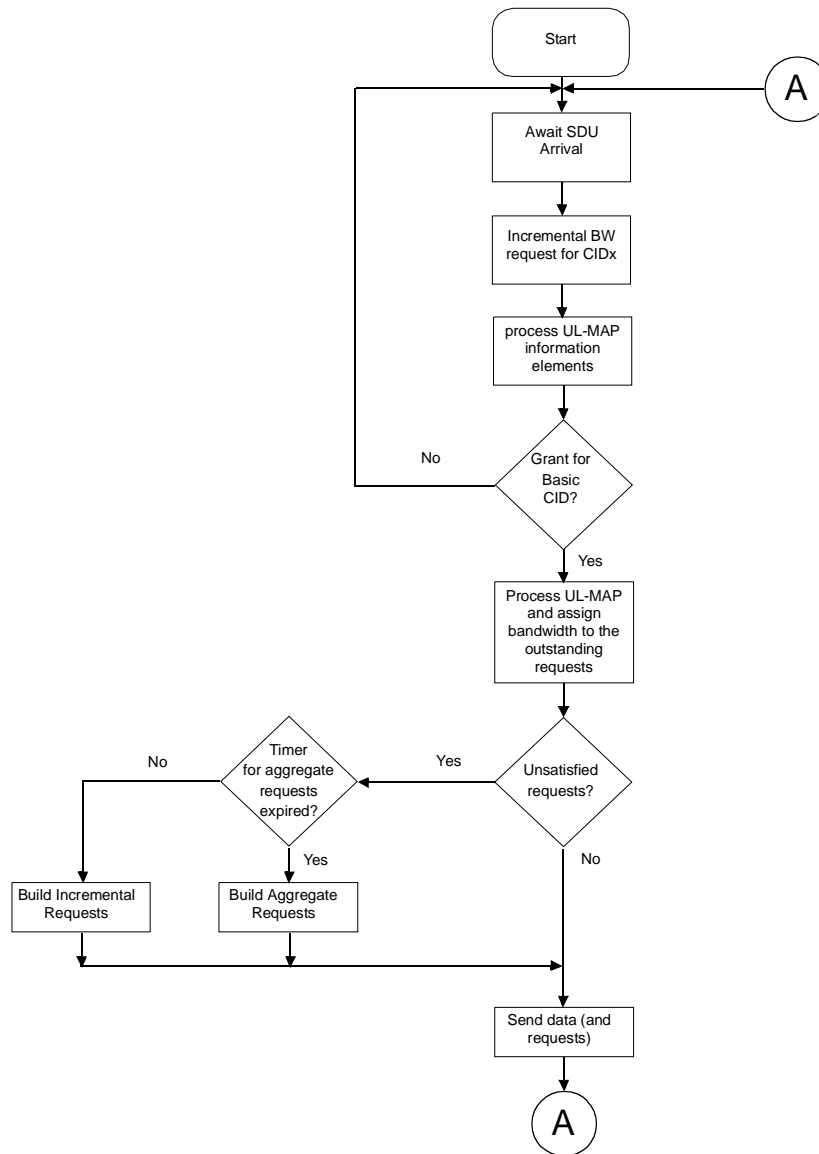 Start
A
Await SDU
Arrival
Incremental BW
request for CIDx
process UL-MAP
information
elements
No
Grant for
Basic
CID?
Yes
Process UL-MAP
and assign
bandwidth to the
outstanding
requests
No
Timer
for aggregate
requests
expired?
Yes
Unsatisfied
requests?
Yes
No
Build Incremental
Requests
Build Aggregate
Requests
Send data (and
requests)
A